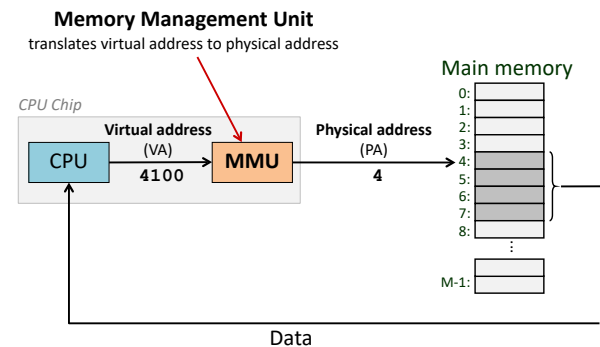 Memory Management Unit
translates virtual address to physical address
Main memory
CPU Chip
0:
1:
2:
3:
4:
5:
6:
7:
8:
⋮
M-1:
Virtual address
(VA)
4100
Physical address
(PA)
4
CPU
MMU
Data